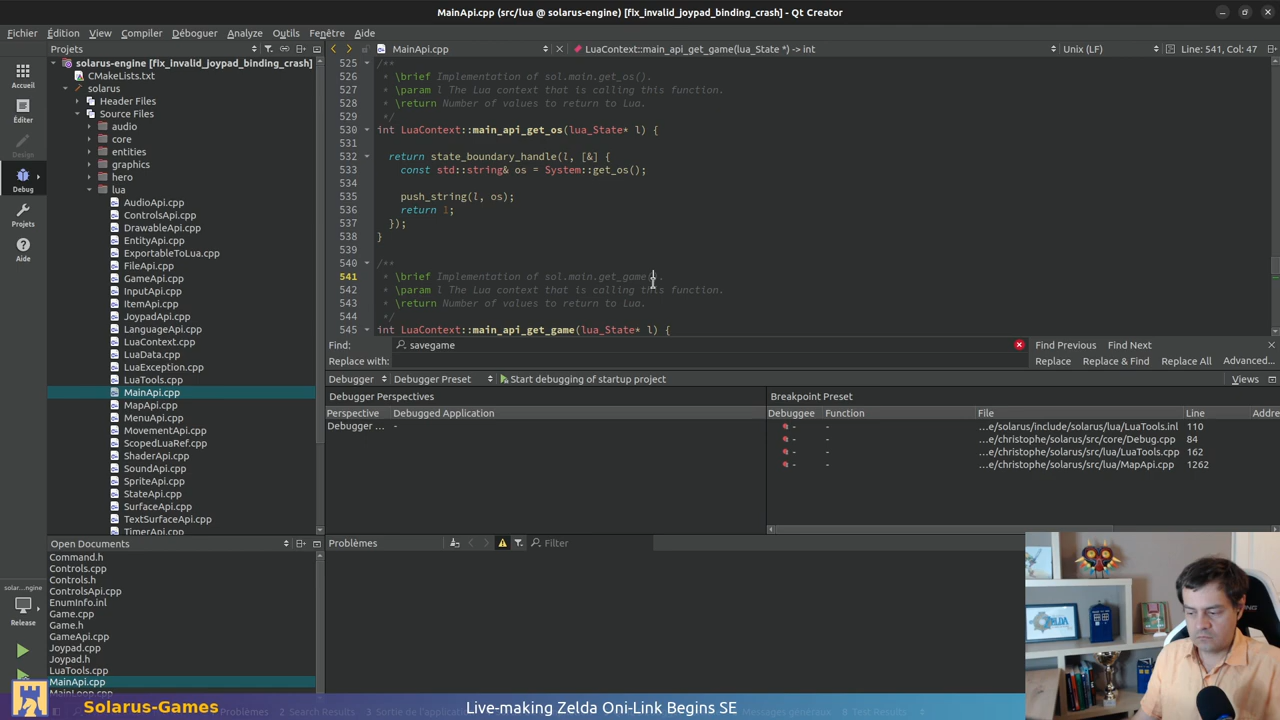 MainApi.cpp (src/lua @ solarus-engine) [fix_invalid_joypad_binding_crash] - Qt Creator
Fichier Édition View Compiler Déboguer Analyze Outils Fenêtre Aide
Projets
MainApi.cpp
LuaContext::main_api_get_game(lua_State *) -> int
Unix (LF)
Line: 541, Col: 47
Accueil
Éditer
Design
Debug
Projets
Aide
solarus-engine [fix_invalid_joypad_binding_crash]
CMakeLists.txt
solarus
Header Files
Source Files
audio
core
entities
graphics
hero
lua
AudioApi.cpp
ControlsApi.cpp
DrawableApi.cpp
EntityApi.cpp
ExportableToLua.cpp
FileApi.cpp
GameApi.cpp
InputApi.cpp
ItemApi.cpp
JoypadApi.cpp
LanguageApi.cpp
LuaContext.cpp
LuaData.cpp
LuaException.cpp
LuaTools.cpp
MainApi.cpp
MapApi.cpp
MenuApi.cpp
MovementApi.cpp
ScopedLuaRef.cpp
ShaderApi.cpp
SoundApi.cpp
SpriteApi.cpp
StateApi.cpp
SurfaceApi.cpp
TextSurfaceApi.cpp
TimerApi.cpp
525 /**
526 * \brief Implementation of sol.main.get_os().
527 * \param l The Lua context that is calling this function.
528 * \return Number of values to return to Lua.
529 */
530 int LuaContext::main_api_get_os(lua_State* l) {
531
532 return state_boundary_handle(l, [&] {
533 const std::string& os = System::get_os();
534
535 push_string(l, os);
536 return 1;
537 });
538 }
539
540 /**
541 * \brief Implementation of sol.main.get_game().
542 * \param l The Lua context that is calling this function.
543 * \return Number of values to return to Lua.
544 */
545 int LuaContext::main_api_get_game(lua_State* l) {
Find: savegame Find Previous Find Next
Replace with: Replace Replace & Find Replace All Advanced...
Debugger Debugger Preset Start debugging of startup project Views
Debugger Perspectives
Perspective Debugged Application
Debugger ... -
Breakpoint Preset
Debuggee Function File Line Addre
- - ...e/solarus/include/solarus/lua/LuaTools.inl 110
- - ...e/christophe/solarus/src/core/Debug.cpp 84
- - ...e/christophe/solarus/src/lua/LuaTools.cpp 162
- - ...e/christophe/solarus/src/lua/MapApi.cpp 1262
Open Documents
Command.h
Controls.cpp
Controls.h
ControlsApi.cpp
EnumInfo.inl
Game.cpp
Game.h
GameApi.cpp
Joypad.cpp
Joypad.h
LuaTools.cpp
MainApi.cpp
MainLoop.cpp
Problèmes
Filter
solar...ngine
Release
Solarus-Games
Live-making Zelda Oni-Link Begins SE